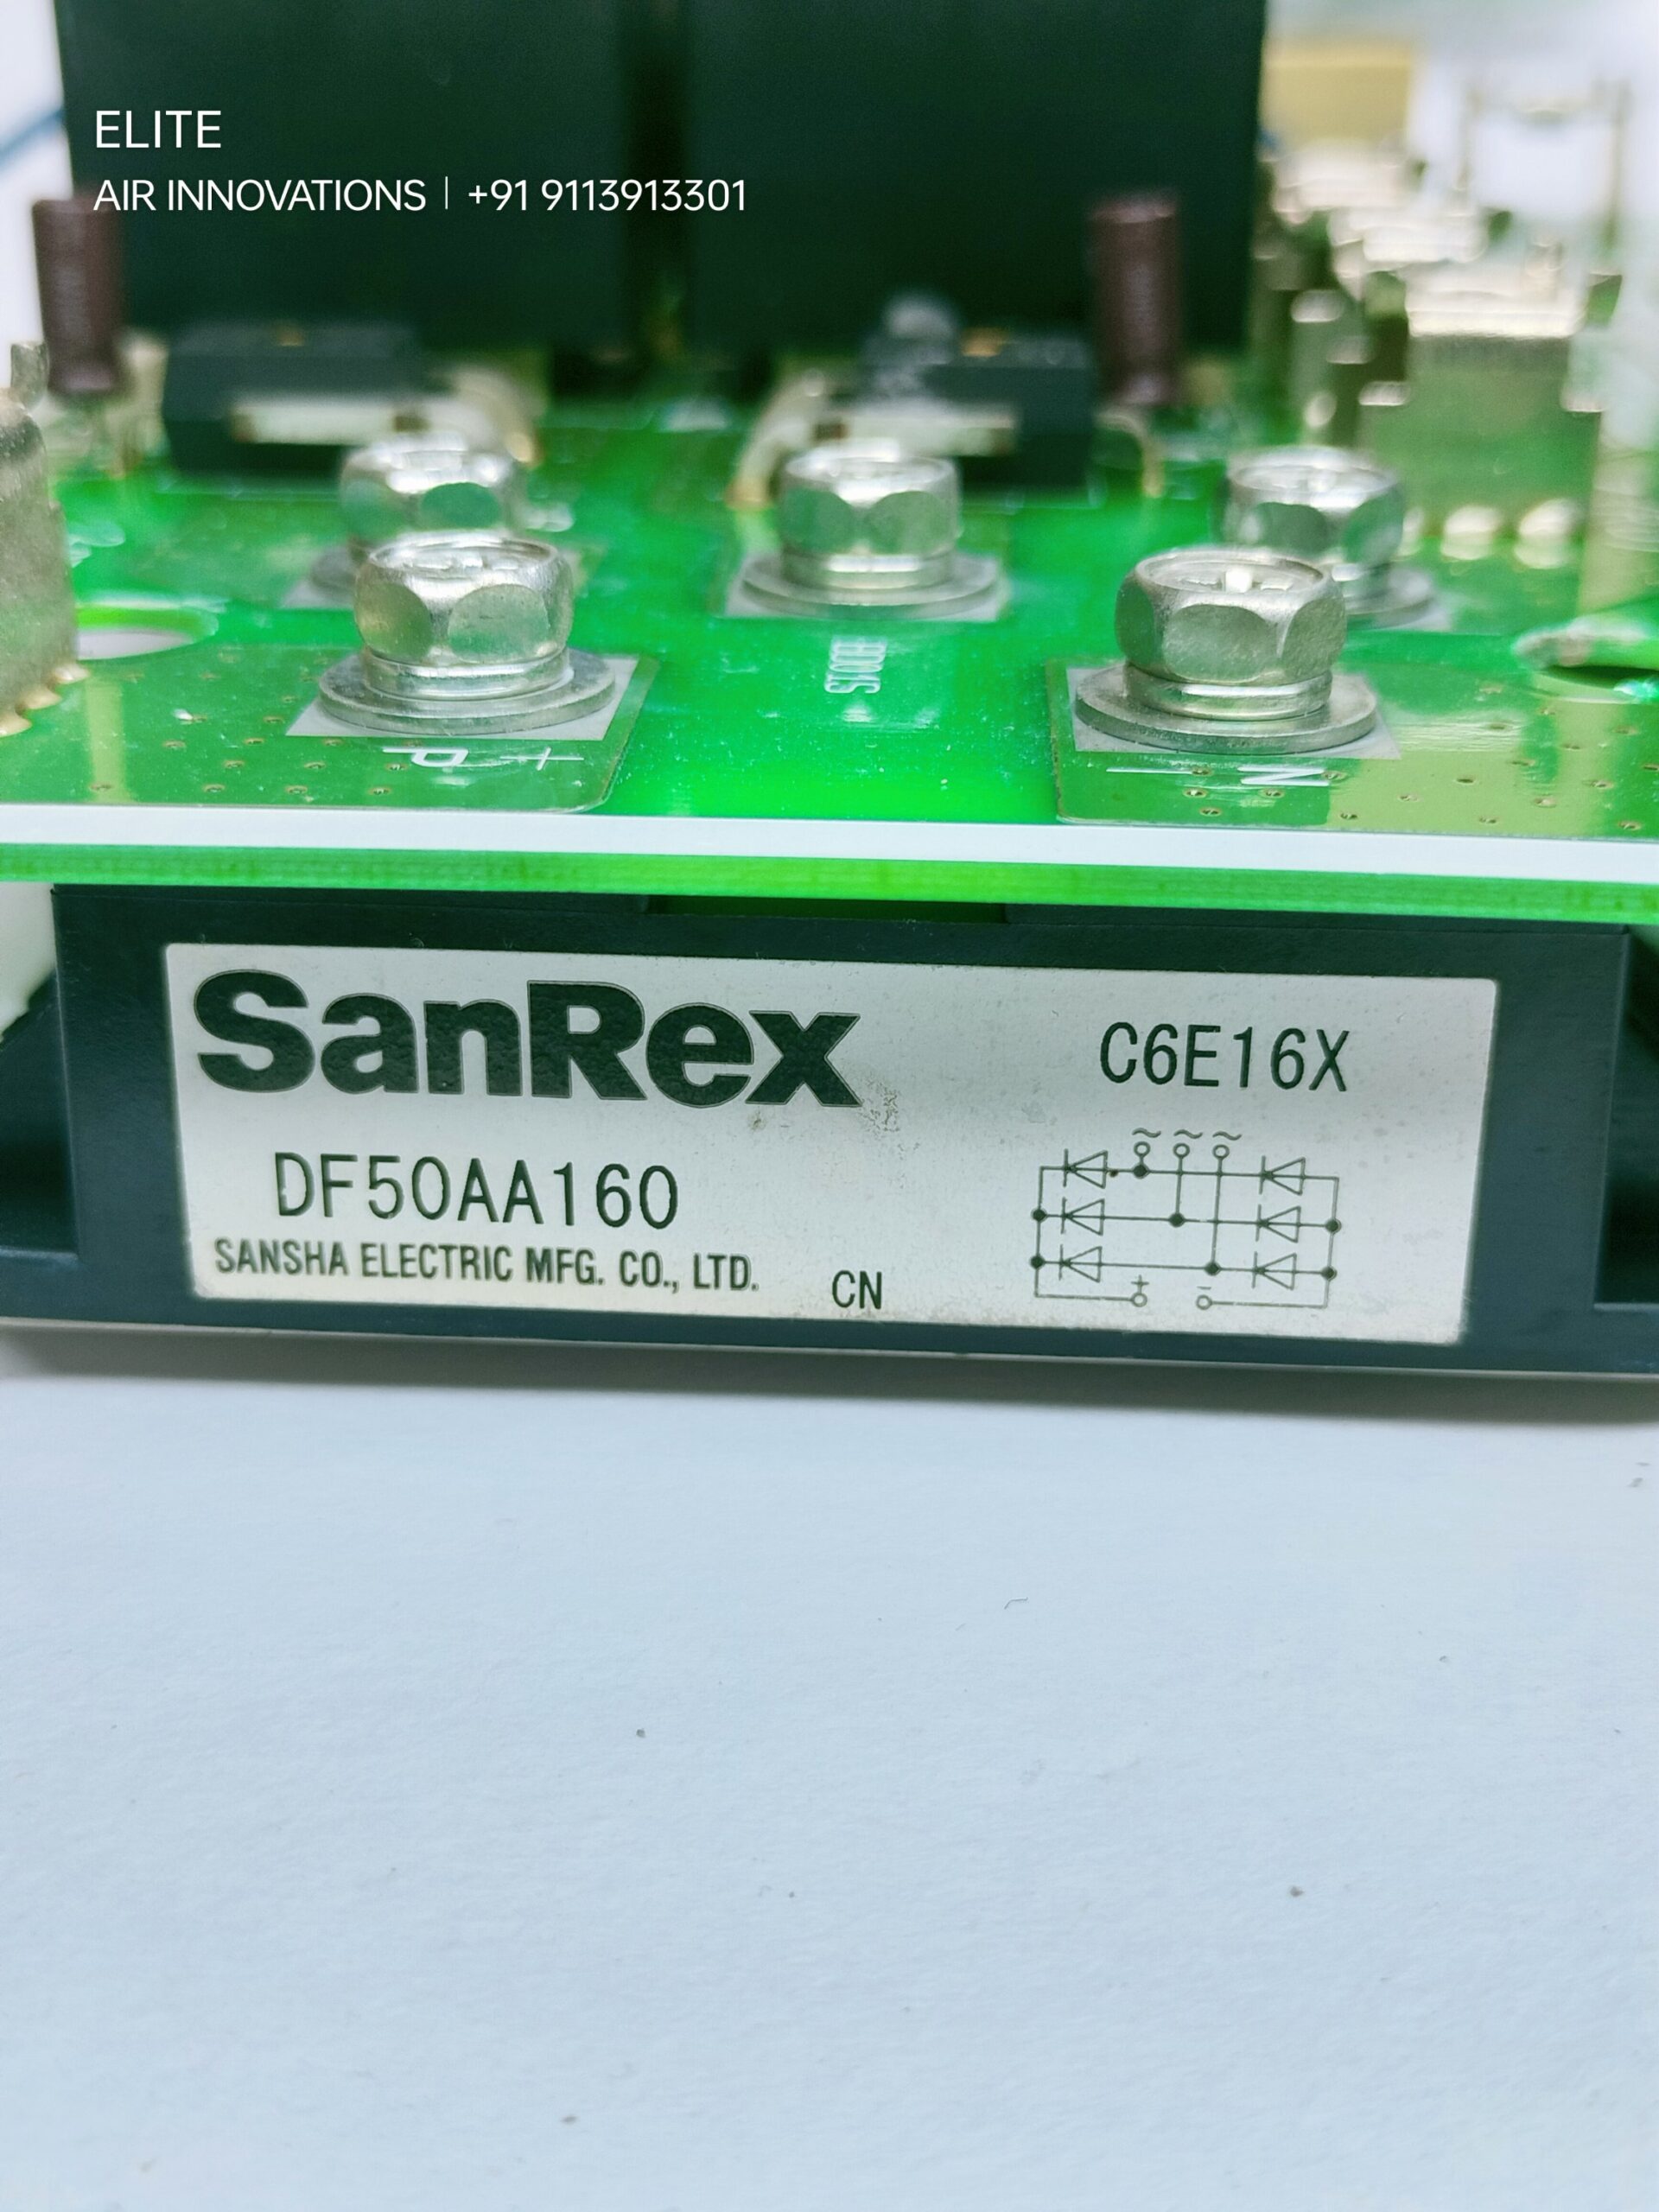 ELITE
AIR INNOVATIONS | +91 9113913301
P +
- N
SanRex
C6E16X
DF50AA160
SANSHA ELECTRIC MFG. CO., LTD.
CN
~ ~ ~
+ -